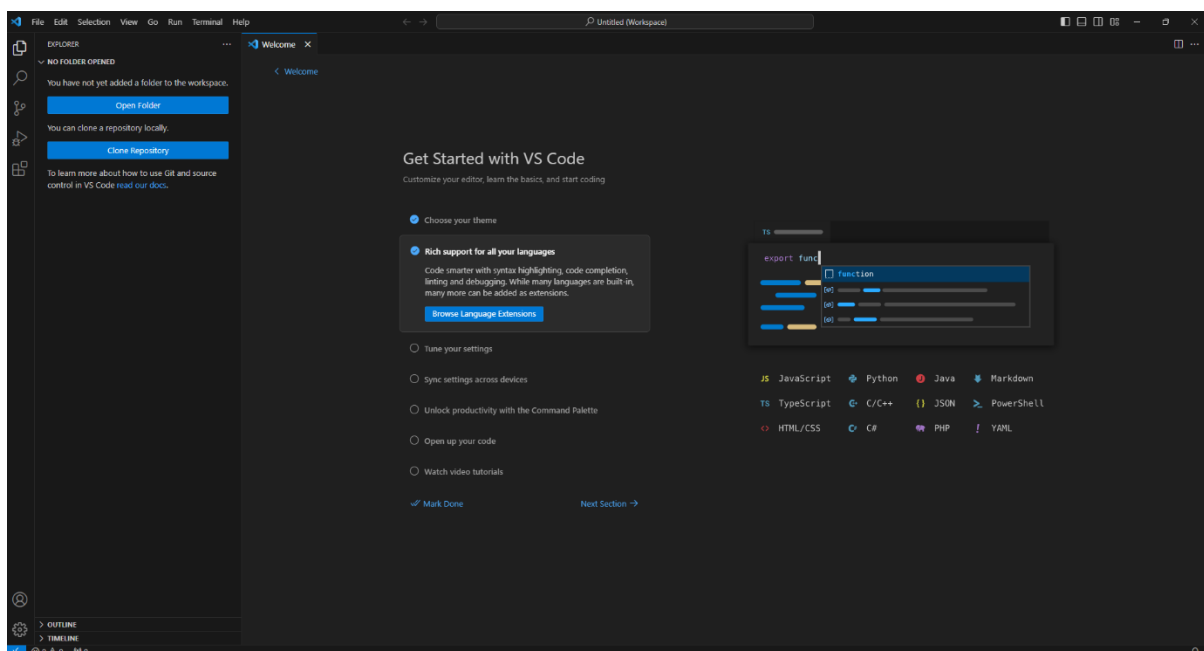 File Edit Selection View Go Run Terminal Help
Untitled (Workspace)
EXPLORER
Welcome
NO FOLDER OPENED
You have not yet added a folder to the workspace.
Open Folder
You can clone a repository locally.
Clone Repository
To learn more about how to use Git and source
control in VS Code read our docs.
OUTLINE
TIMELINE
Welcome
Get Started with VS Code
Customize your editor, learn the basics, and start coding
Choose your theme
Rich support for all your languages
Code smarter with syntax highlighting, code completion,
linting and debugging. While many languages are built-in,
many more can be added as extensions.
Browse Language Extensions
Tune your settings
Sync settings across devices
Unlock productivity with the Command Palette
Open up your code
Watch video tutorials
Mark Done Next Section
TS
export func
function
JS JavaScript Python Java Markdown
TS TypeScript C/C++ {} JSON PowerShell
<> HTML/CSS C# PHP ! YAML